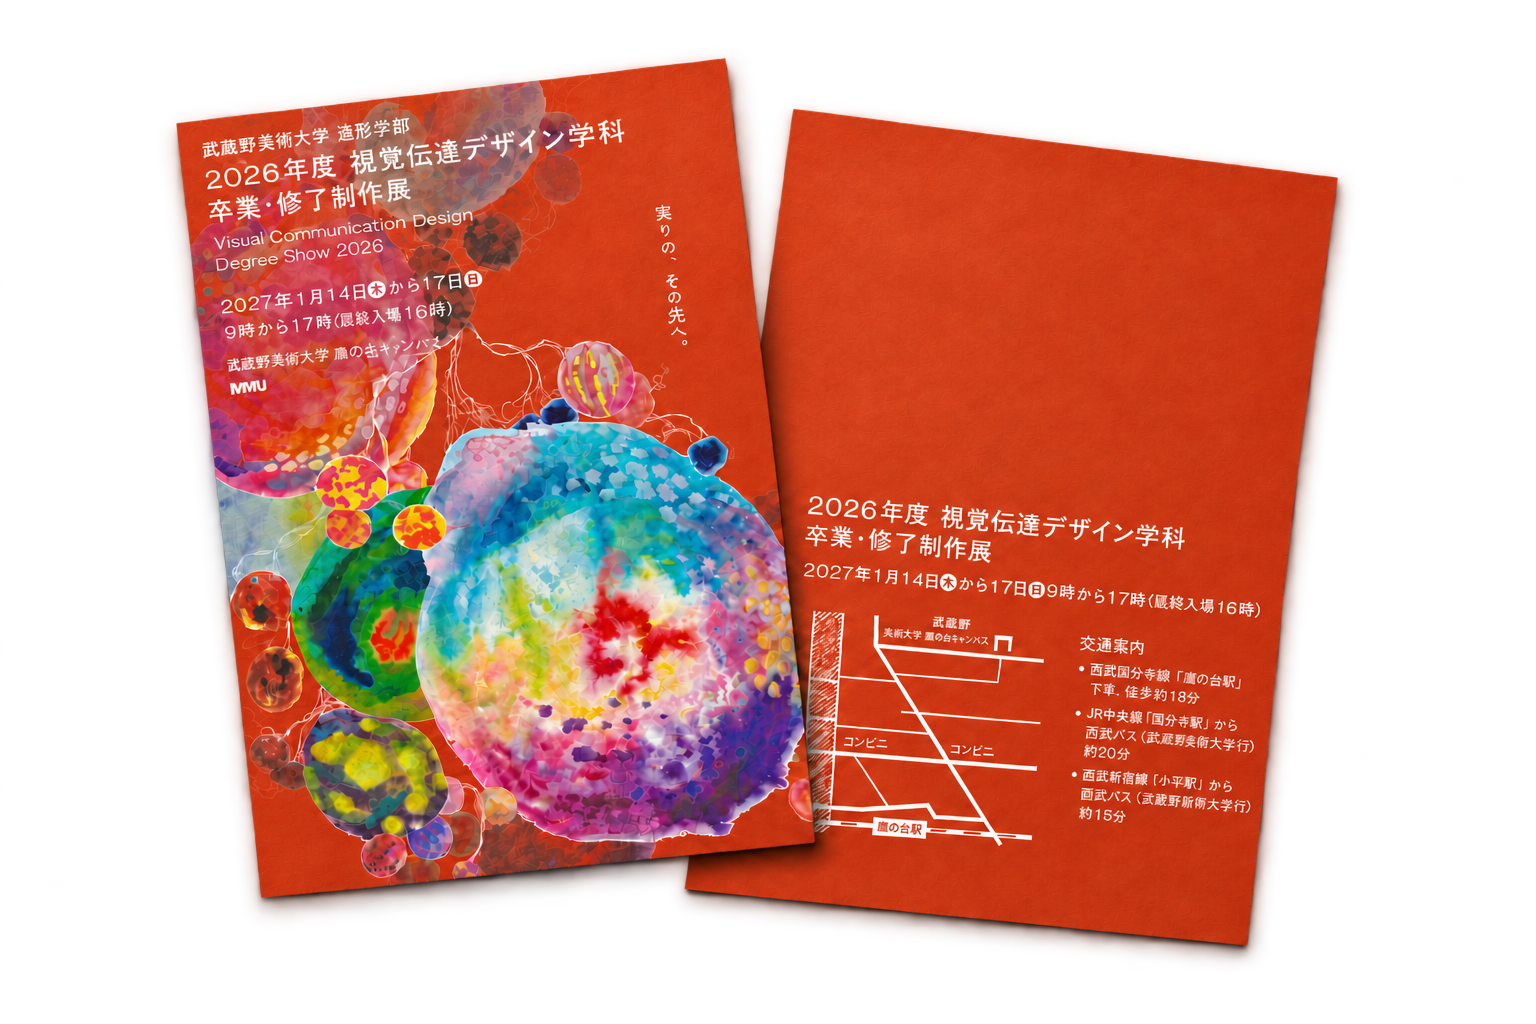 武蔵野美術大学 造形学部
2026年度 視覚伝達デザイン学科
卒業・修了制作展
Visual Communication Design
Degree Show 2026
2027年1月14日木から17日日
9時から17時(最終入場16時)
武蔵野美術大学 鷹の台キャンパス
MMU
実りの、その先へ。
2026年度 視覚伝達デザイン学科
卒業・修了制作展
2027年1月14日木から17日日9時から17時(最終入場16時)
武蔵野
美術大学 鷹の台キャンパス
コンビニ
コンビニ
鷹の台駅
交通案内
• 西武国分寺線「鷹の台駅」
下車、徒歩約18分
• JR中央線「国分寺駅」から
西武バス(武蔵野美術大学行)
約20分
• 西武新宿線「小平駅」から
西武バス(武蔵野美術大学行)
約15分